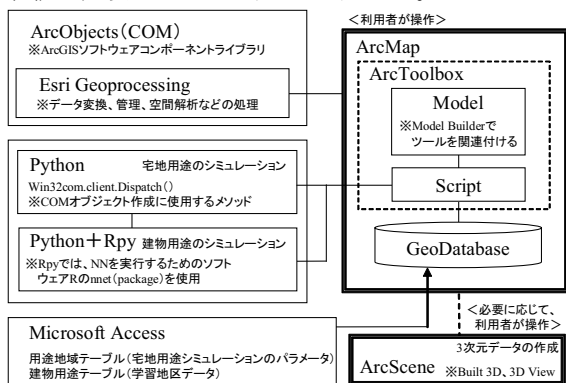 ArcObjects(COM)
※ArcGISソフトウェアコンポーネントライブラリ
Esri Geoprocessing
※データ変換、管理、空間解析などの処理
Python 宅地用途のシミュレーション
Win32com.client.Dispatch()
※COMオブジェクト作成に使用するメソッド
Python+Rpy 建物用途のシミュレーション
※Rpyでは、NNを実行するためのソフト
ウェアRのnnet(package)を使用
Microsoft Access
用途地域テーブル(宅地用途シミュレーションのパラメータ)
建物用途テーブル(学習地区データ)
<利用者が操作>
ArcMap
ArcToolbox
Model
※Model Builderで
ツールを関連付ける
Script
GeoDatabase
<必要に応じて、
利用者が操作>
3次元データの作成
ArcScene ※Built 3D、3D View